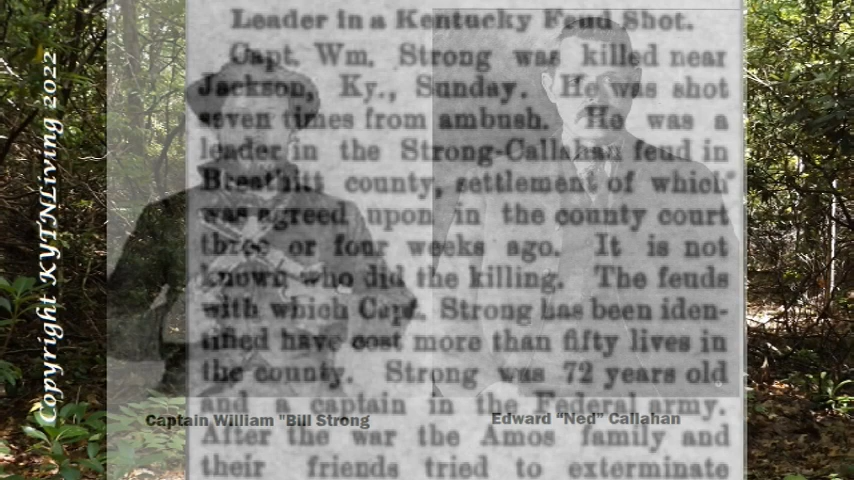 Leader in a Kentucky Feud Shot.
Capt. Wm. Strong was killed near
Jackson, Ky., Sunday. He was shot
seven times from ambush. He was a
leader in the Strong-Callahan feud in
Breathitt county, settlement of which
was agreed upon in the county court
three or four weeks ago. It is not
known who did the killing. The feuds
with which Capt. Strong has been iden-
tified have cost more than fifty lives in
the county. Strong was 72 years old
and a captain in the Federal army.
Captain William "Bill Strong
Edward “Ned” Callahan
After the war the Amos family and
their friends tried to exterminate
Copyright KYTNLiving 2022